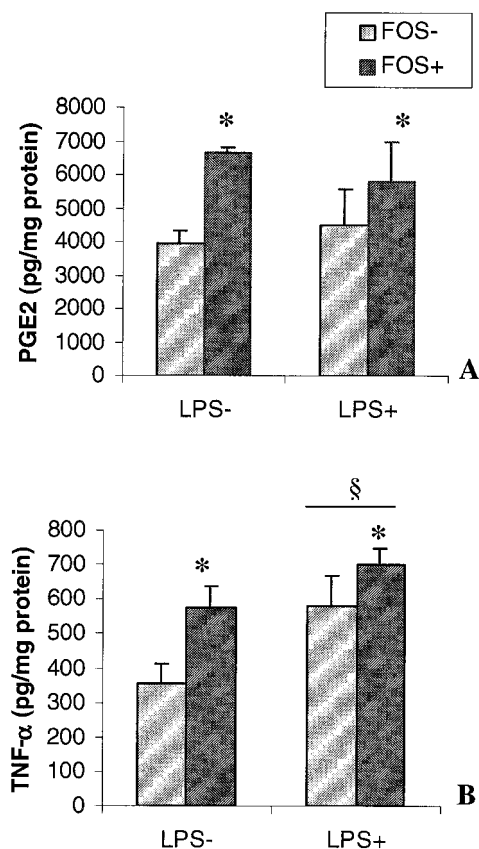 FOS-
FOS+
PGE2 (pg/mg protein)
8000
7000
6000
5000
4000
3000
2000
1000
0
*
*
LPS-
LPS+
A
TNF-α (pg/mg protein)
800
700
600
500
400
300
200
100
0
§
*
*
LPS-
LPS+
B